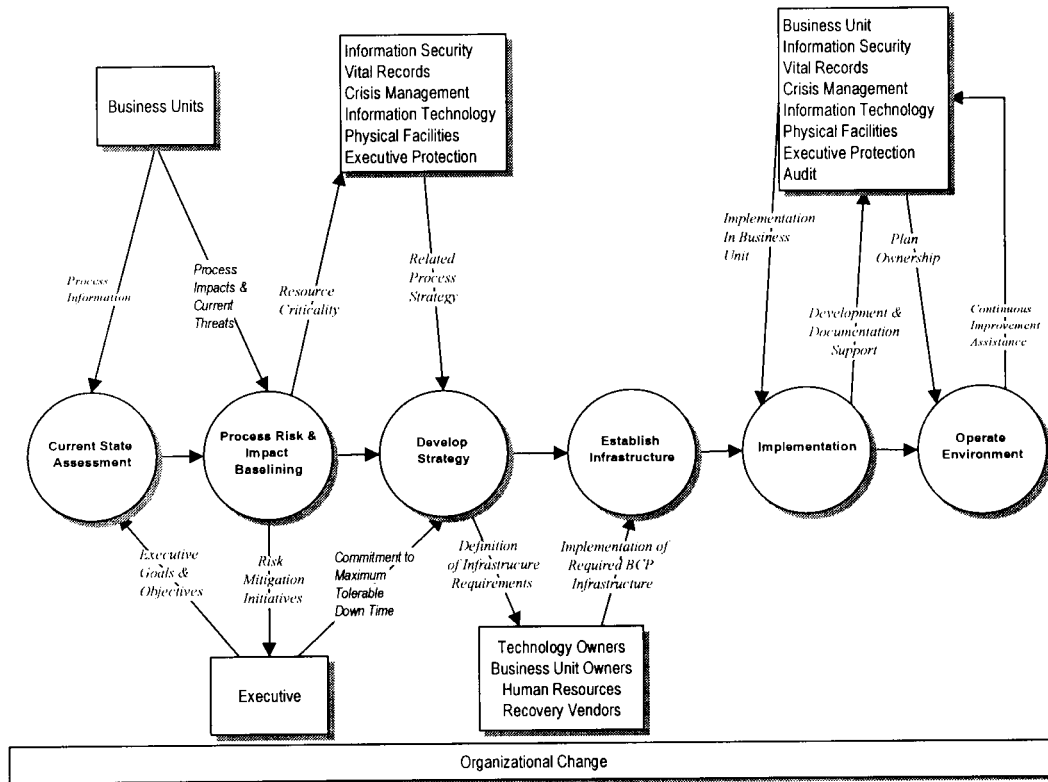 Business Units
Information Security
Vital Records
Crisis Management
Information Technology
Physical Facilities
Executive Protection
Business Unit
Information Security
Vital Records
Crisis Management
Information Technology
Physical Facilities
Executive Protection
Audit
Process
Information
Process
Impacts &
Current
Threats
Resource
Criticality
Related
Process
Strategy
Implementation
In Business
Unit
Development &
Documentation
Support
Plan
Ownership
Continuous
Improvement
Assistance
Current State
Assessment
Process Risk &
Impact
Baselining
Develop
Strategy
Establish
Infrastructure
Implementation
Operate
Environment
Executive
Goals &
Objectives
Risk
Mitigation
Initiatives
Commitment to
Maximum
Tolerable
Down Time
Definition
of Infrastrucure
Requirements
Implementation of
Required BCP
Infrastructure
Executive
Technology Owners
Business Unit Owners
Human Resources
Recovery Vendors
Organizational Change